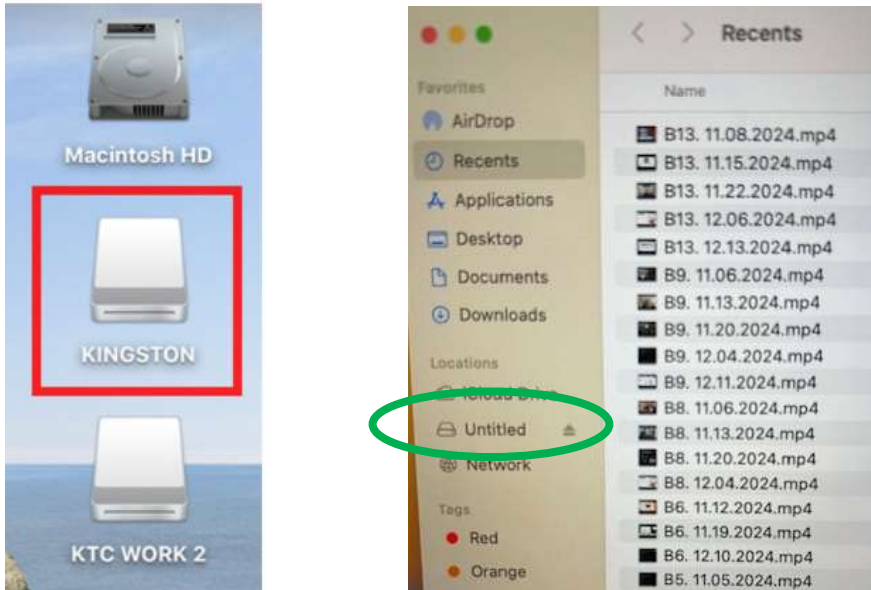 Macintosh HD
KINGSTON
KTC WORK 2
Recents
Favorites
Name
AirDrop
Recents
Applications
Desktop
Documents
Downloads
Locations
iCloud Drive
Untitled
Network
Tags
Red
Orange
B13. 11.08.2024.mp4
B13. 11.15.2024.mp4
B13. 11.22.2024.mp4
B13. 12.06.2024.mp4
B13. 12.13.2024.mp4
B9. 11.06.2024.mp4
B9. 11.13.2024.mp4
B9. 11.20.2024.mp4
B9. 12.04.2024.mp4
B9. 12.11.2024.mp4
B8. 11.06.2024.mp4
B8. 11.13.2024.mp4
B8. 11.20.2024.mp4
B8. 12.04.2024.mp4
B6. 11.12.2024.mp4
B6. 11.19.2024.mp4
B6. 12.10.2024.mp4
B5. 11.05.2024.mp4